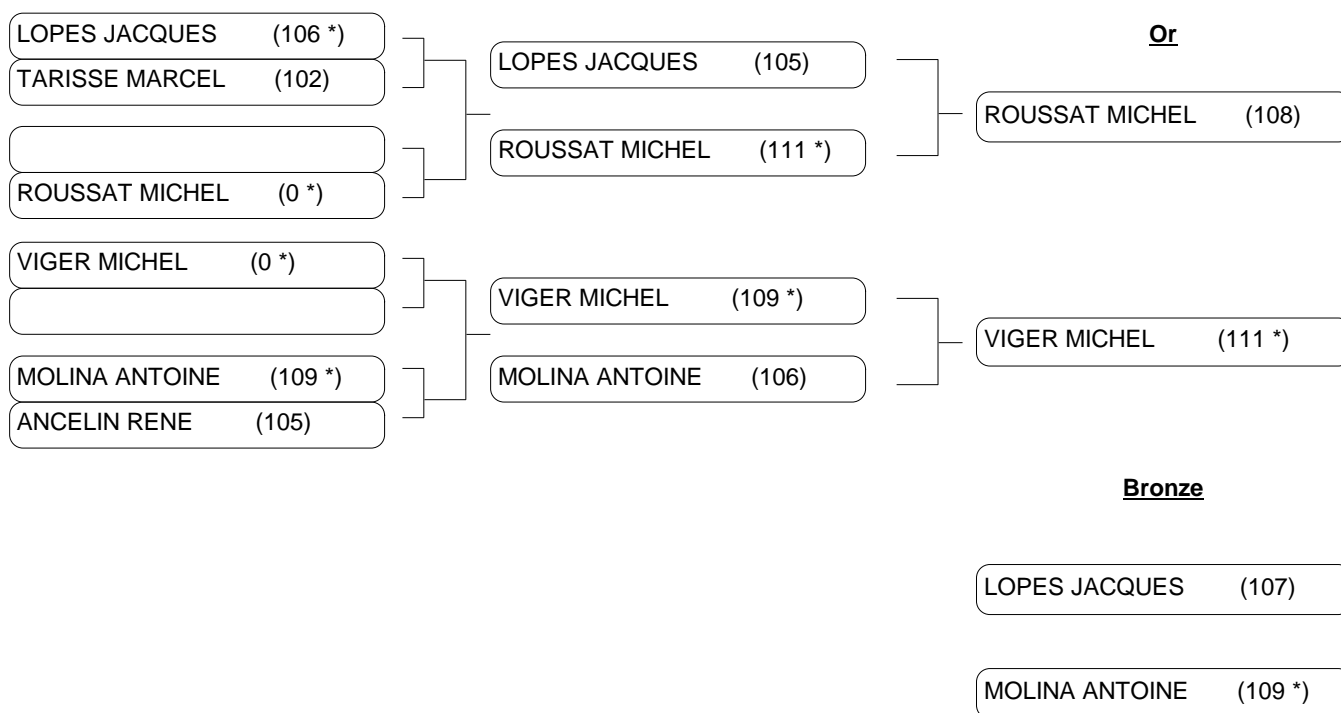 LOPES JACQUES (106 *)
TARISSE MARCEL (102)
ROUSSAT MICHEL (0 *)
VIGER MICHEL (0 *)
MOLINA ANTOINE (109 *)
ANCELIN RENE (105)
LOPES JACQUES (105)
ROUSSAT MICHEL (111 *)
VIGER MICHEL (109 *)
MOLINA ANTOINE (106)
Or
ROUSSAT MICHEL (108)
VIGER MICHEL (111 *)
Bronze
LOPES JACQUES (107)
MOLINA ANTOINE (109 *)